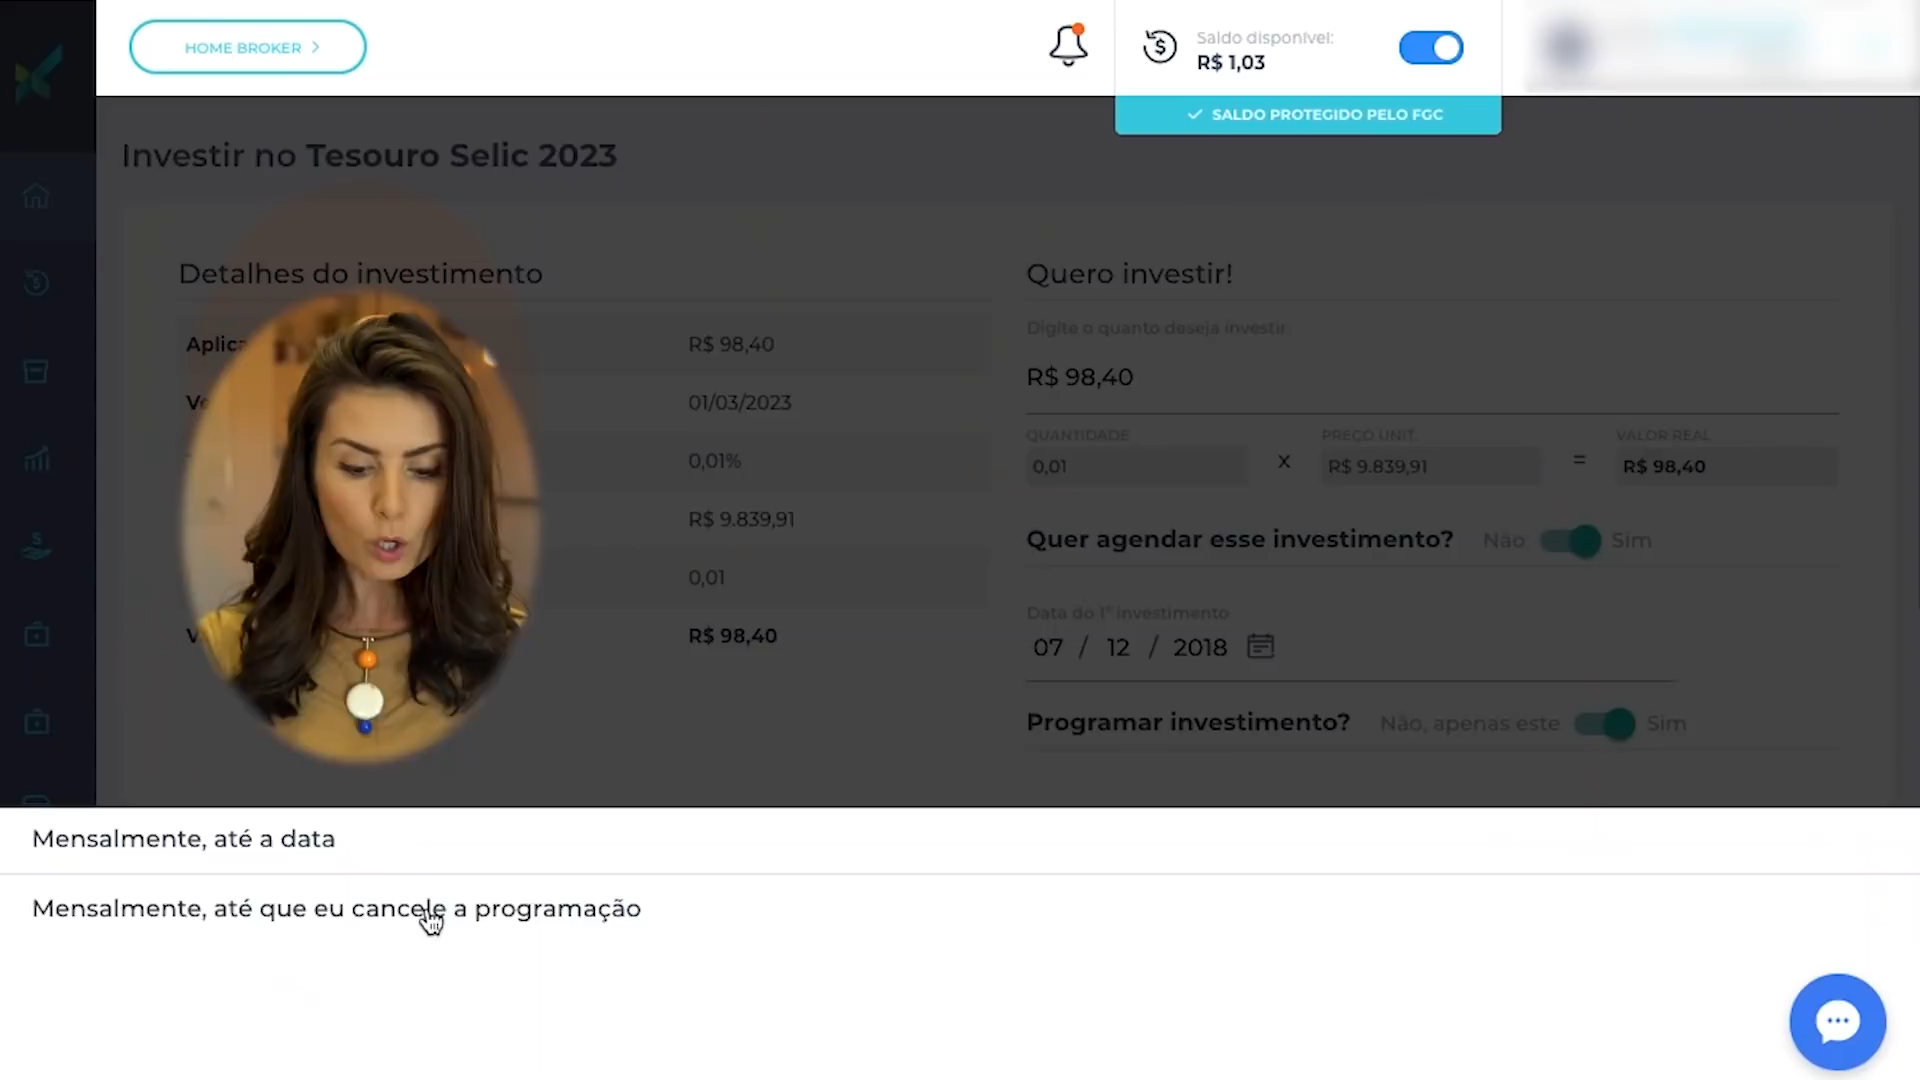 HOME BROKER >
Saldo disponível:
R$ 1,03
SALDO PROTEGIDO PELO FGC
Investir no Tesouro Selic 2023
Detalhes do investimento
R$ 98,40
01/03/2023
0,01%
R$ 9.839,91
0,01
R$ 98,40
Quero investir!
Digite o quanto deseja investir
R$ 98,40
QUANTIDADE PREÇO UNIT. VALOR REAL
0,01 x R$ 9.839,91 = R$ 98,40
Quer agendar esse investimento? Não Sim
Data do 1º investimento
07 / 12 / 2018
Programar investimento? Não, apenas este Sim
Mensalmente, até a data
Mensalmente, até que eu cancele a programação